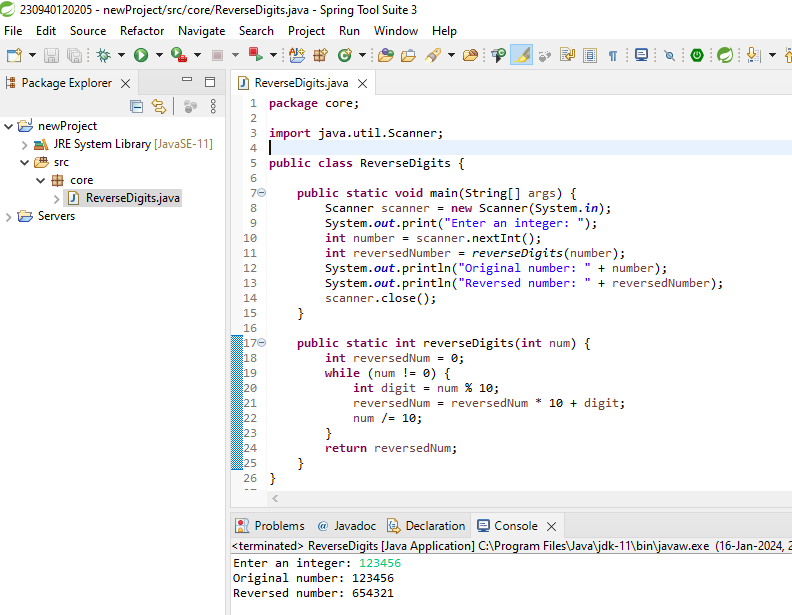 230940120205 - newProject/src/core/ReverseDigits.java - Spring Tool Suite 3
File Edit Source Refactor Navigate Search Project Run Window Help
Package Explorer
newProject
JRE System Library [JavaSE-11]
src
core
ReverseDigits.java
Servers
ReverseDigits.java
1 package core;
2
3 import java.util.Scanner;
4
5 public class ReverseDigits {
6
7 public static void main(String[] args) {
8 Scanner scanner = new Scanner(System.in);
9 System.out.print("Enter an integer: ");
10 int number = scanner.nextInt();
11 int reversedNumber = reverseDigits(number);
12 System.out.println("Original number: " + number);
13 System.out.println("Reversed number: " + reversedNumber);
14 scanner.close();
15 }
16
17 public static int reverseDigits(int num) {
18 int reversedNum = 0;
19 while (num != 0) {
20 int digit = num % 10;
21 reversedNum = reversedNum * 10 + digit;
22 num /= 10;
23 }
24 return reversedNum;
25 }
26 }
Problems @ Javadoc Declaration Console
<terminated> ReverseDigits [Java Application] C:\Program Files\Java\jdk-11\bin\javaw.exe (16-Jan-2024,
Enter an integer: 123456
Original number: 123456
Reversed number: 654321